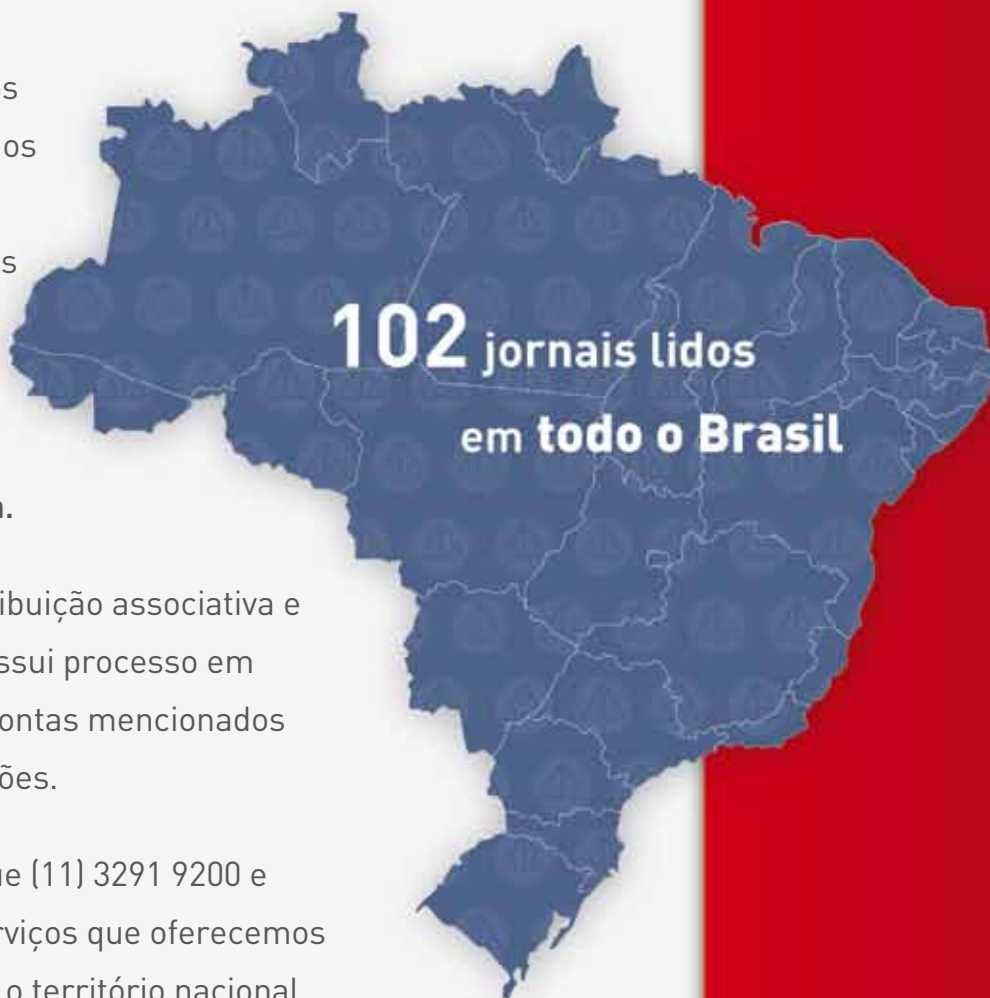 os
s
102 jornais lidos
em todo o Brasil
ssui processo em
ontas mencionados
ões.
ibuição associativa e
e (11) 3291 9200 e
rviços que oferecemos
o território nacional